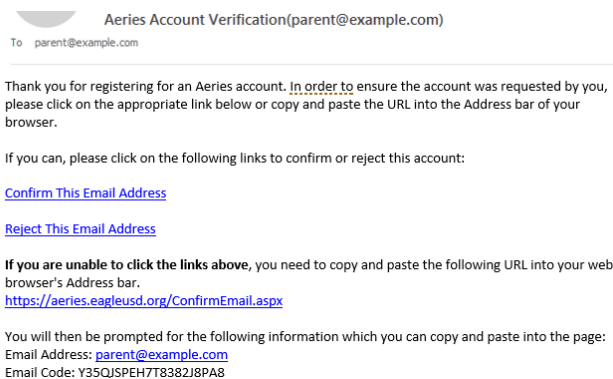 Aeries Account Verification(parent@example.com)
To parent@example.com
Thank you for registering for an Aeries account. In order to ensure the account was requested by you,
please click on the appropriate link below or copy and paste the URL into the Address bar of your
browser.
If you can, please click on the following links to confirm or reject this account:
Confirm This Email Address
Reject This Email Address
If you are unable to click the links above, you need to copy and paste the following URL into your web
browser's Address bar.
https://aeries.eagleusd.org/ConfirmEmail.aspx
You will then be prompted for the following information which you can copy and paste into the page:
Email Address: parent@example.com
Email Code: Y35QJSPEH7T8382J8PA8